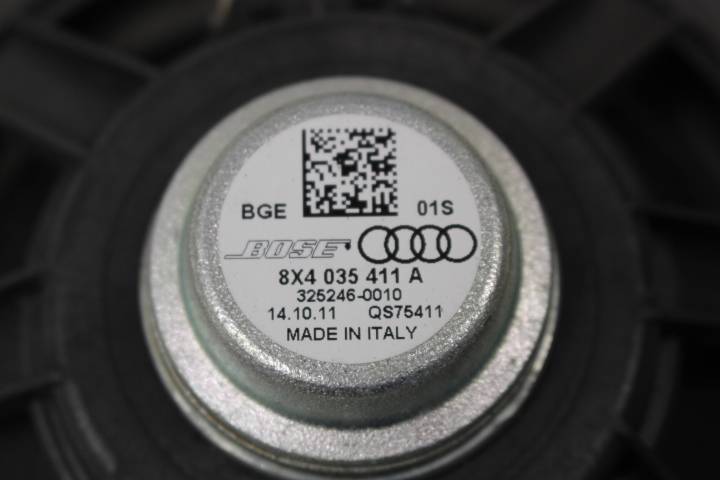 BGE 01S
BOSE
8X4 035 411 A
325246-0010
14.10.11 QS75411
MADE IN ITALY